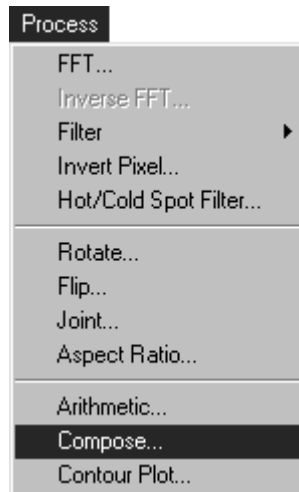 Process
FFT...
Inverse FFT...
Filter
Invert Pixel...
Hot/Cold Spot Filter...
Rotate...
Flip...
Joint...
Aspect Ratio...
Arithmetic...
Compose...
Contour Plot...